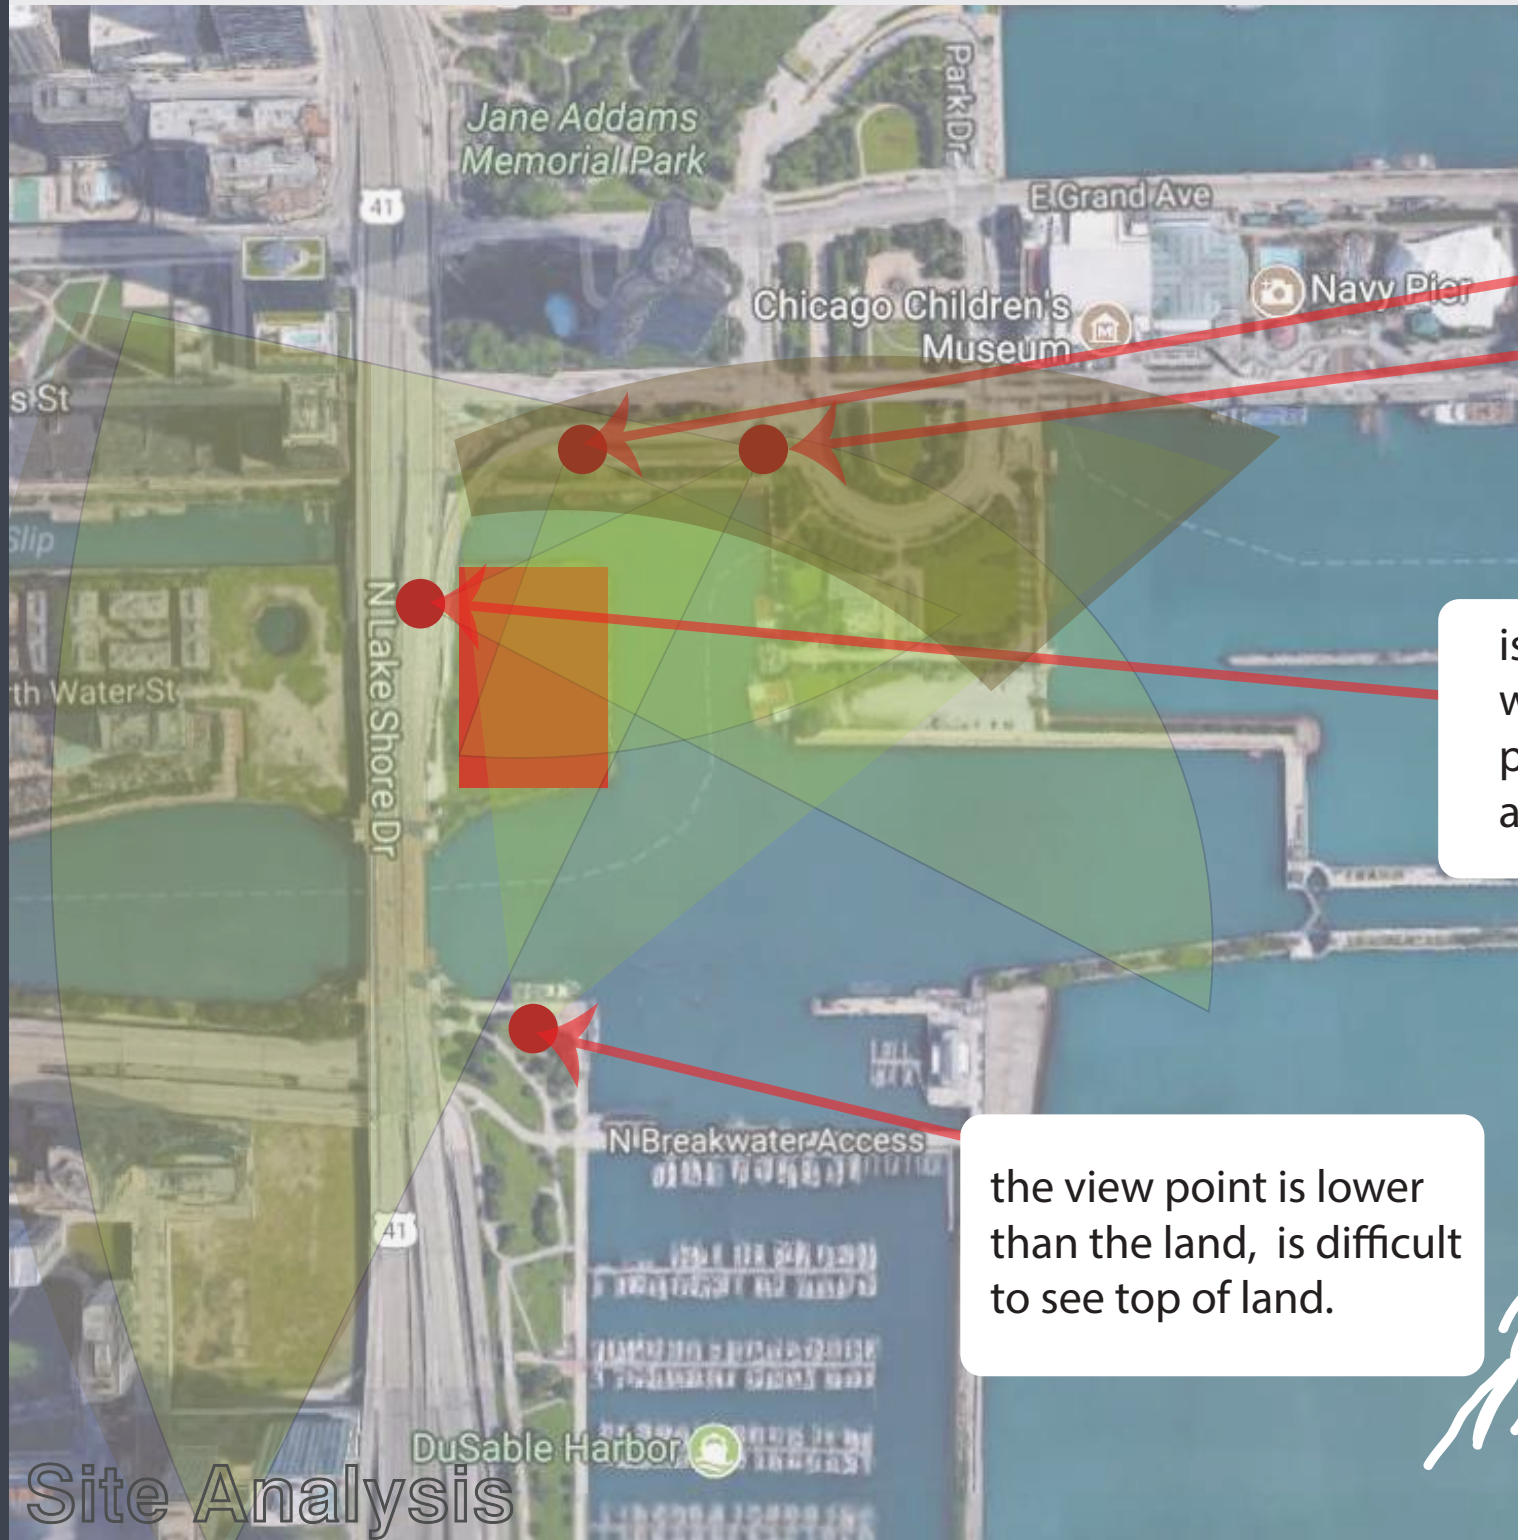 Park Dr
Jane Addams
Memorial Park
41
E Grand Ave
Navy Pier
Chicago Children's
Museum
s St
Slip
N Lake Shore Dr
th Water St
the view point is lower
than the land, is difficult
to see top of land.
N Breakwater Access
41
DuSable Harbor
Site Analysis